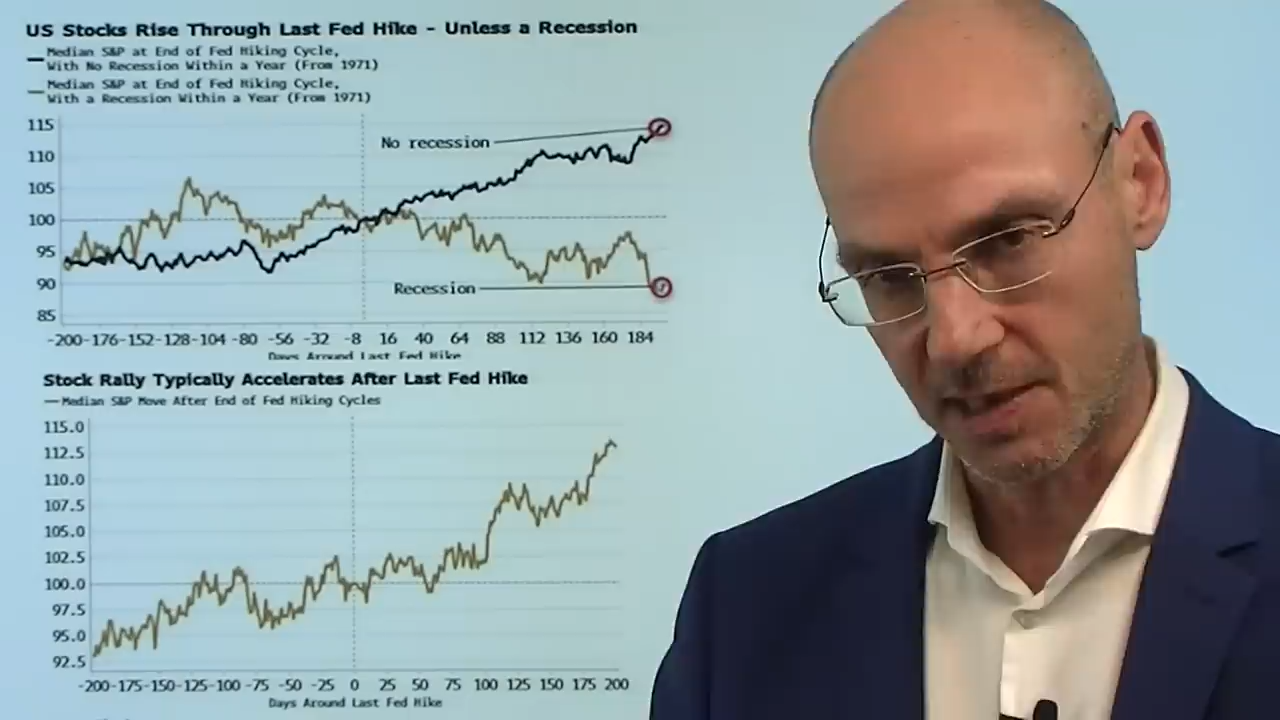 US Stocks Rise Through Last Fed Hike - Unless a Recession
Median S&P at End of Fed Hiking Cycle,
With No Recession Within a Year (From 1971)
Median S&P at End of Fed Hiking Cycle,
With a Recession Within a Year (From 1971)
115
110
105
100
95
90
85
No recession
Recession
-200-176-152-128-104 -80 -56 -32 -8 16 40 64 88 112 136 160 184
Days Around Last Fed Hike
Stock Rally Typically Accelerates After Last Fed Hike
Median S&P Move After End of Fed Hiking Cycles
115.0
112.5
110.0
107.5
105.0
102.5
100.0
97.5
95.0
92.5
-200-175-150-125-100 -75 -50 -25 0 25 50 75 100 125 150 175 200
Days Around Last Fed Hike